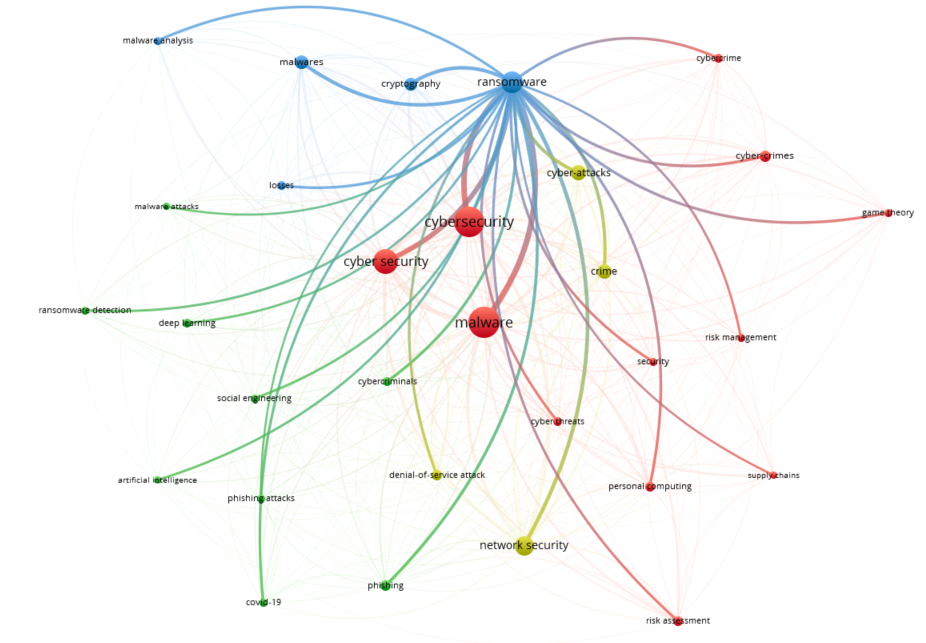 malware analysis
malwares
cryptography
ransomware
cybercrime
cyber-crimes
cyber-attacks
losses
malware attacks
game theory
cybersecurity
cyber security
crime
ransomware detection
deep learning
malware
risk management
security
cybercriminals
social engineering
cyber threats
denial-of-service attack
supply chains
artificial intelligence
personal computing
phishing attacks
network security
phishing
covid-19
risk assessment